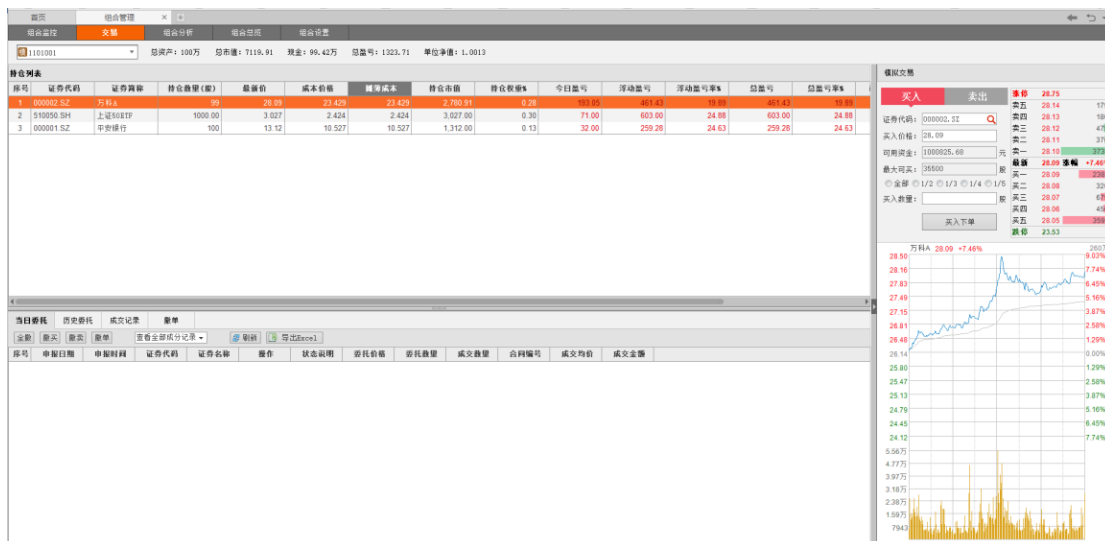 首页 组合管理 × +
组合监控 交易 组合分析 组合总览 组合设置
1101001 总资产：100万 总市值：7119.91 现金：99.42万 总盈亏：1323.71 单位净值：1.0013
持仓列表
序号 证券代码 证券简称 持仓数量(股) 最新价 成本价格 摊薄成本 持仓市值 持仓权重% 今日盈亏 浮动盈亏 浮动盈亏率% 总盈亏 总盈亏率%
1 000002.SZ 万科A 99 28.09 23.429 23.429 2,780.91 0.28 193.05 461.43 19.89 461.43 19.89
2 510050.SH 上证50ETF 1000.00 3.027 2.424 2.424 3,027.00 0.30 71.00 603.00 24.88 603.00 24.88
3 000001.SZ 平安银行 100 13.12 10.527 10.527 1,312.00 0.13 32.00 259.28 24.63 259.28 24.63
当日委托 历史委托 成交记录 撤单
全撤 撤买 撤卖 撤单 查看全部成分记录 刷新 导出Excel
序号 申报日期 申报时间 证券代码 证券名称 操作 状态说明 委托价格 委托数量 成交数量 合同编号 成交均价 成交金额
模拟交易
买入 卖出
证券代码：000002.SZ
买入价格：28.09
可用资金：1000825.60 元
最大可买：35500 股
全部 1/2 1/3 1/4 1/5
买入数量： 股
买入下单
涨停 28.75
卖五 28.14
卖四 28.13
卖三 28.12
卖二 28.11
卖一 28.10
最新 28.09 涨幅 +7.46%
买一 28.09
买二 28.08
买三 28.07
买四 28.06
买五 28.05
跌停 23.53
万科A 28.09 +7.46% 260万
28.50 9.03%
28.16 7.74%
27.83 6.45%
27.49 5.16%
27.15 3.87%
26.81 2.58%
26.48 1.29%
26.14 0.00%
25.80 1.29%
25.47 2.58%
25.13 3.87%
24.79 5.16%
24.45 6.45%
24.12 7.74%
5.56万
4.77万
3.97万
3.18万
2.38万
1.59万
7943